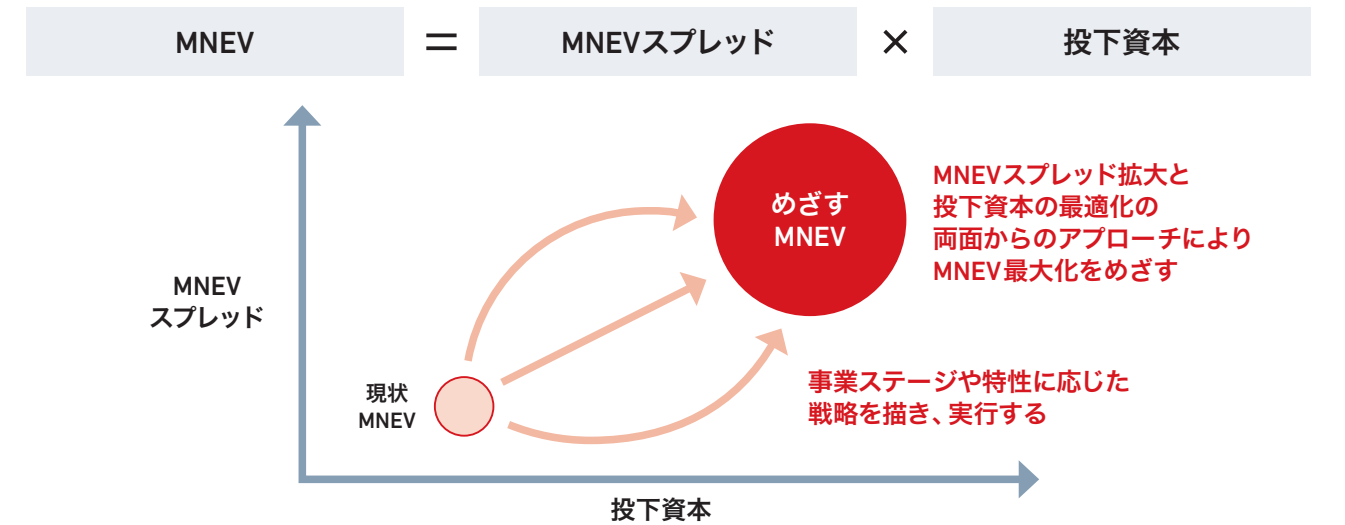 MNEV = MNEVスプレッド × 投下資本
めざす
MNEV
MNEVスプレッド拡大と
投下資本の最適化の
両面からのアプローチにより
MNEV最大化をめざす
MNEV
スプレッド
現状
MNEV
事業ステージや特性に応じた
戦略を描き、実行する
投下資本